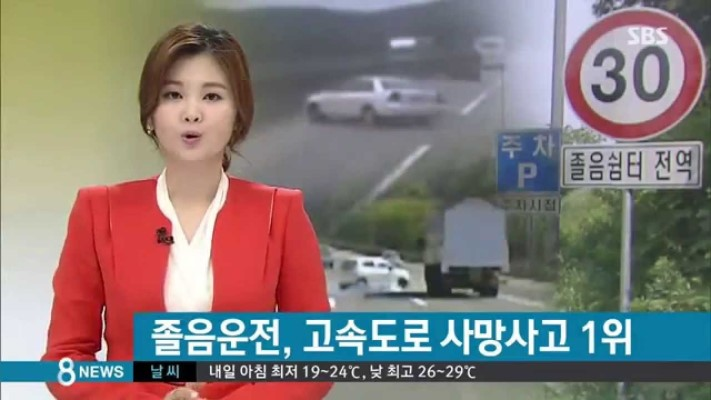 SBS
30
주차
P
졸음쉼터 전역
졸음운전, 고속도로 사망사고 1위
8 NEWS
날씨 내일 아침 최저 19~24℃, 낮 최고 26~29℃